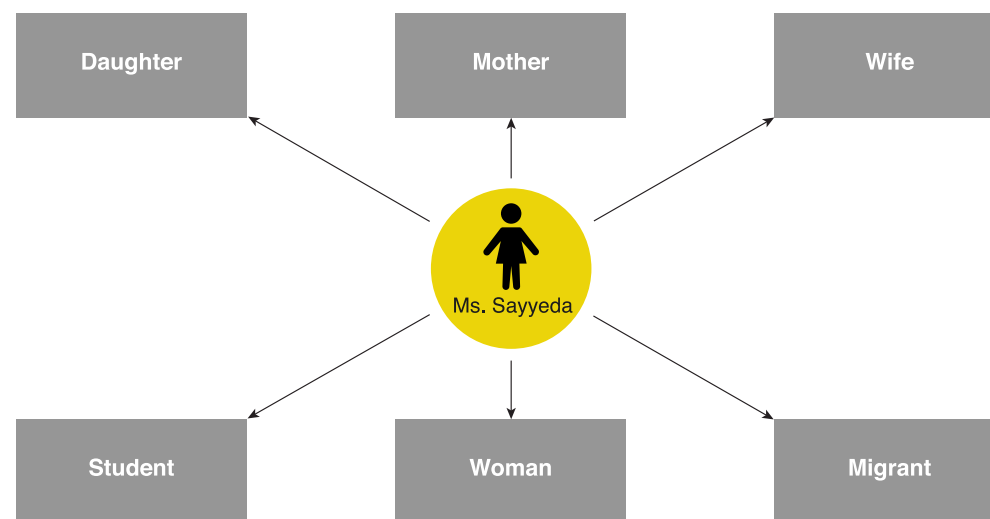 Daughter
Mother
Wife
Ms. Sayyeda
Student
Woman
Migrant